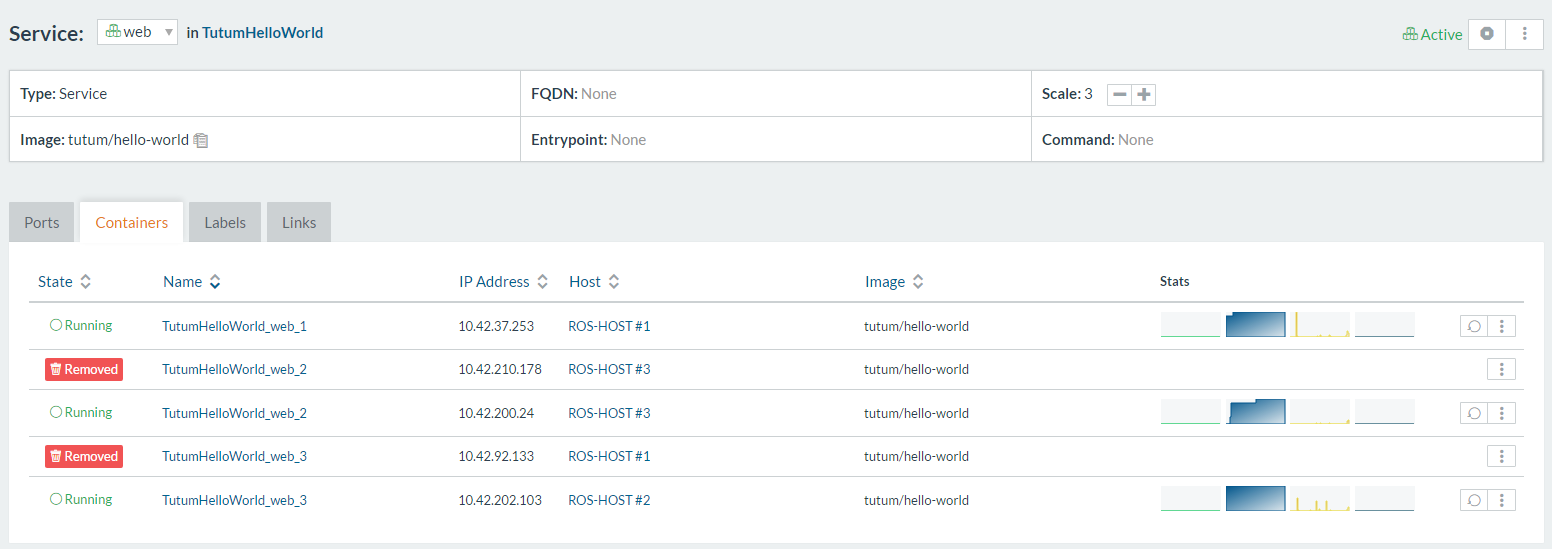 Service: web in TutumHelloWorld Active
Type: Service FQDN: None Scale: 3
Image: tutum/hello-world Entrypoint: None Command: None
Ports Containers Labels Links
State Name IP Address Host Image Stats
Running TutumHelloWorld_web_1 10.42.37.253 ROS-HOST #1 tutum/hello-world
Removed TutumHelloWorld_web_2 10.42.210.178 ROS-HOST #3 tutum/hello-world
Running TutumHelloWorld_web_2 10.42.200.24 ROS-HOST #3 tutum/hello-world
Removed TutumHelloWorld_web_3 10.42.92.133 ROS-HOST #1 tutum/hello-world
Running TutumHelloWorld_web_3 10.42.202.103 ROS-HOST #2 tutum/hello-world